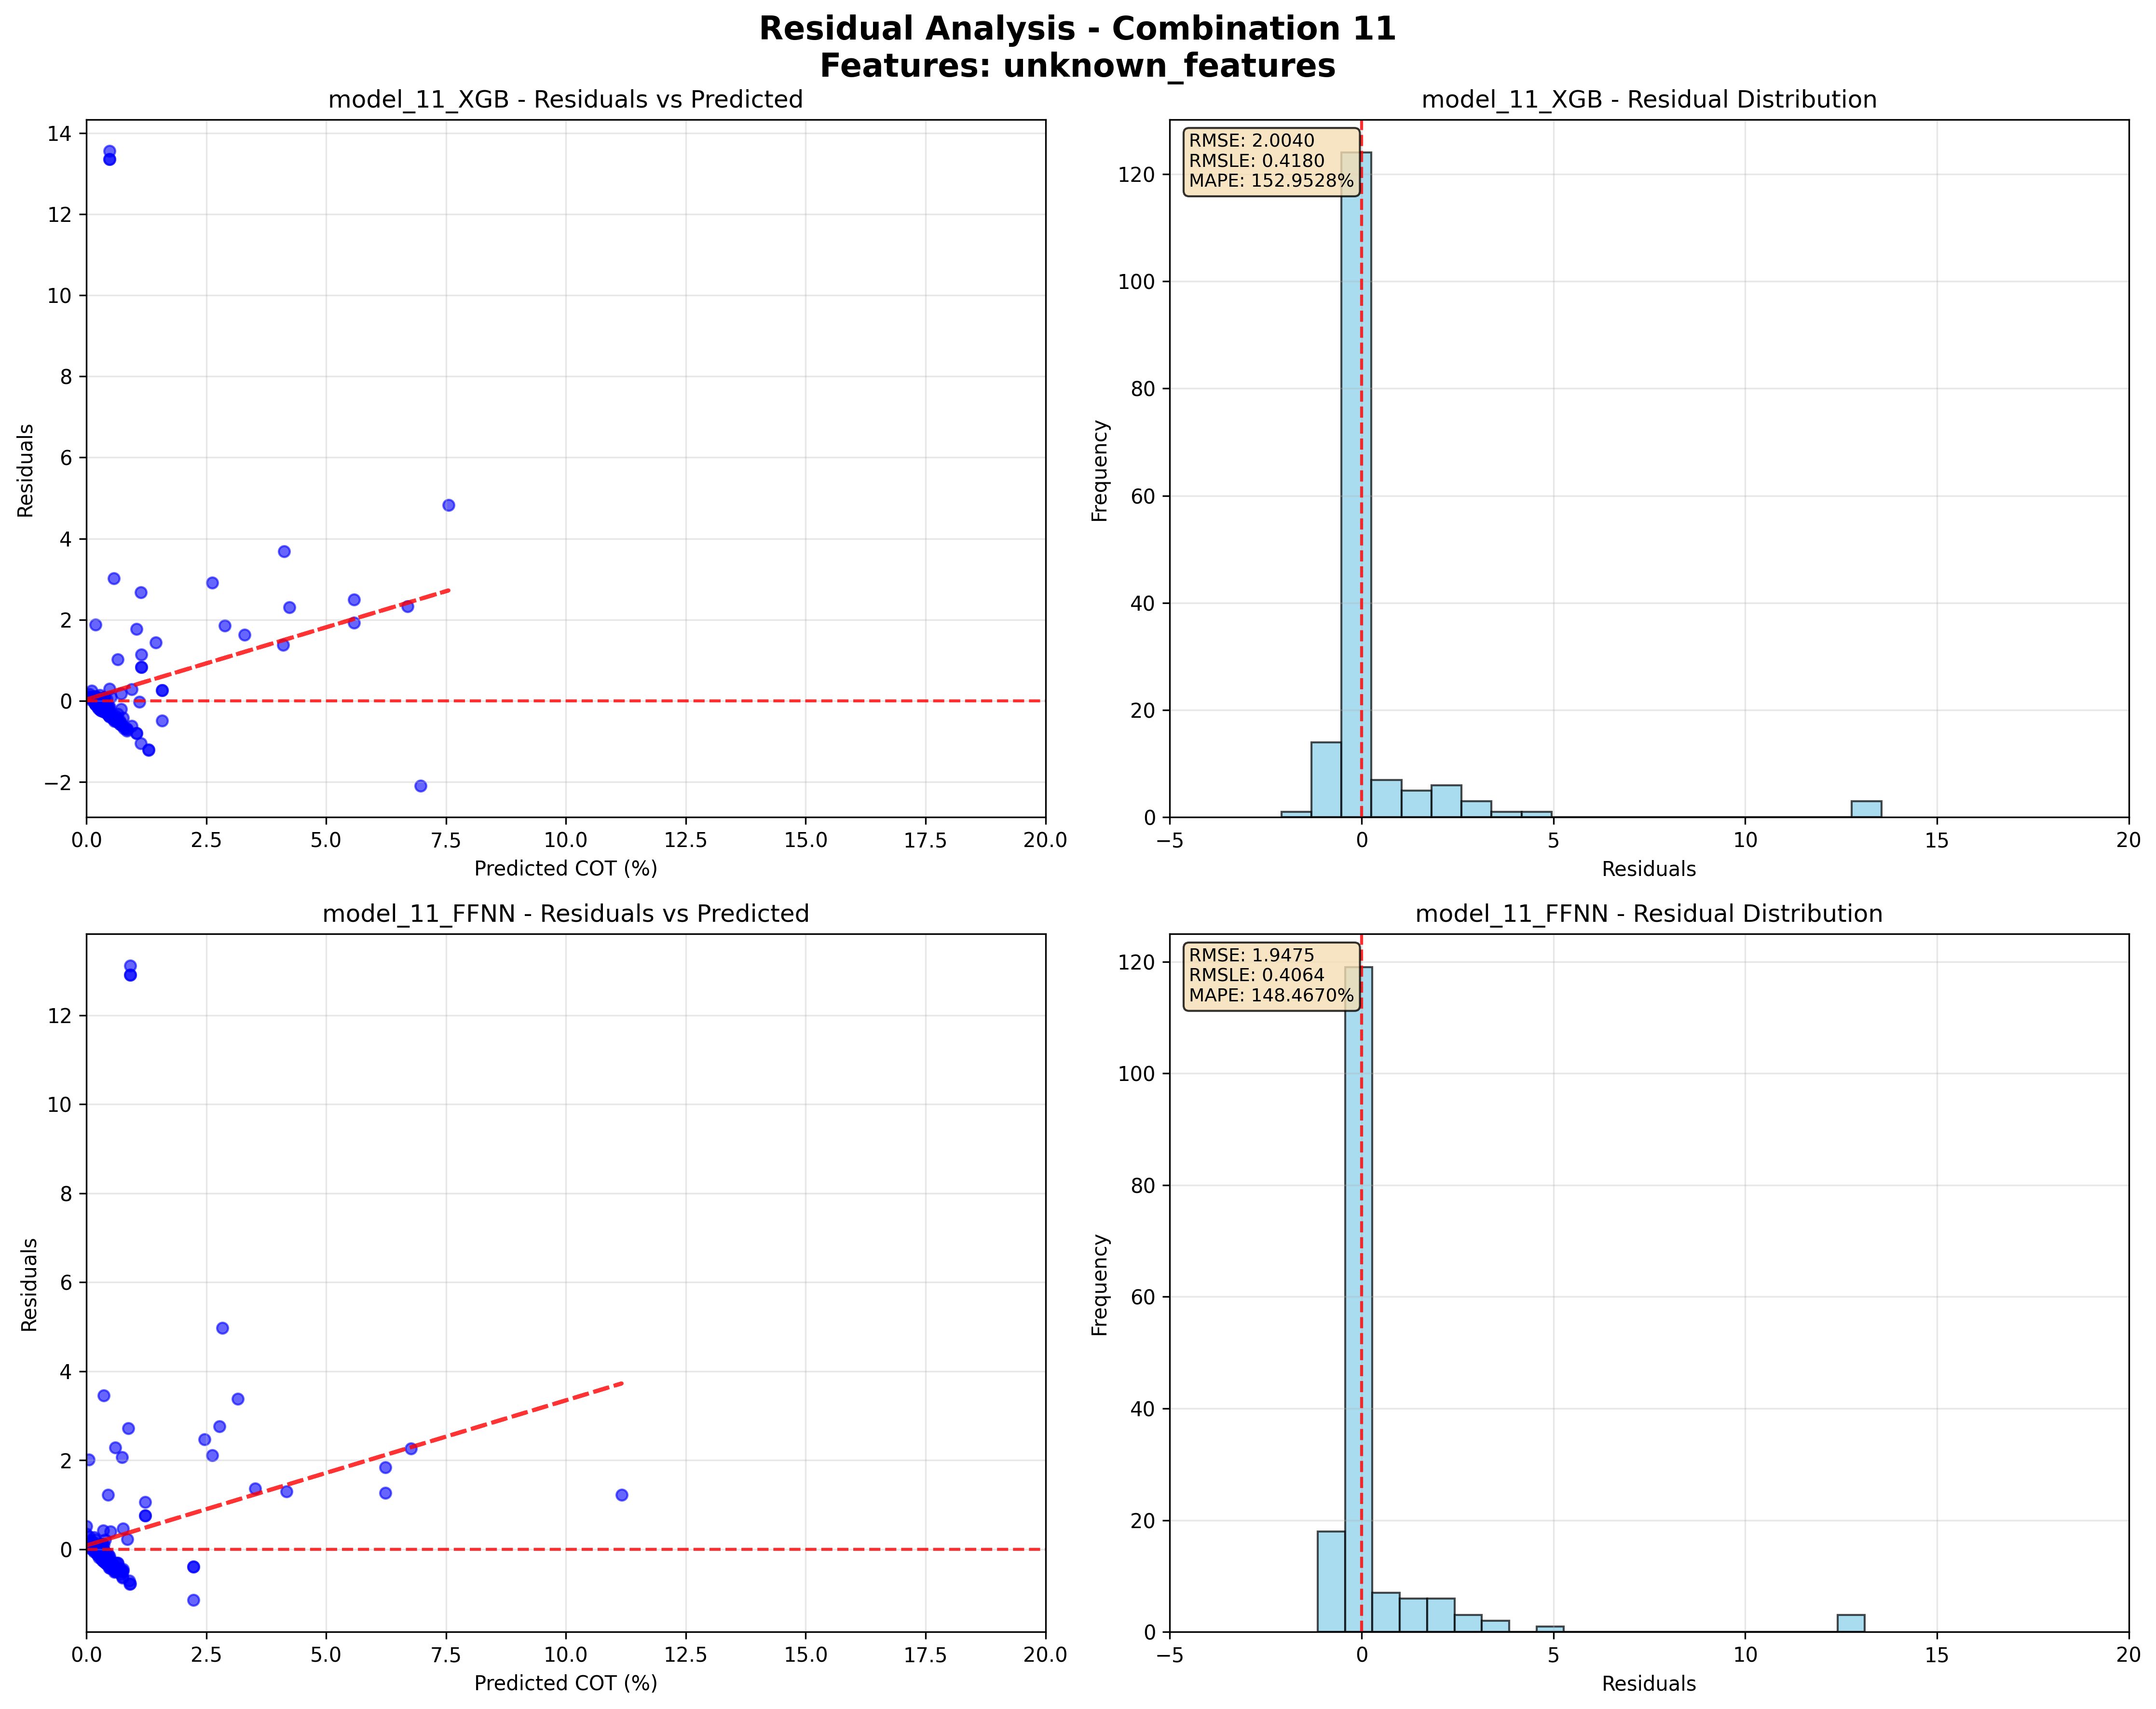 Residual Analysis - Combination 11
Features: unknown_features
model_11_XGB - Residuals vs Predicted
14
12
10
8
6
4
2
0
−2
Residuals
0.0 2.5 5.0 7.5 10.0 12.5 15.0 17.5 20.0
Predicted COT (%)
model_11_XGB - Residual Distribution
RMSE: 2.0040
RMSLE: 0.4180
MAPE: 152.9528%
120
100
80
60
40
20
0
Frequency
−5 0 5 10 15 20
Residuals
model_11_FFNN - Residuals vs Predicted
12
10
8
6
4
2
0
Residuals
0.0 2.5 5.0 7.5 10.0 12.5 15.0 17.5 20.0
Predicted COT (%)
model_11_FFNN - Residual Distribution
RMSE: 1.9475
RMSLE: 0.4064
MAPE: 148.4670%
120
100
80
60
40
20
0
Frequency
−5 0 5 10 15 20
Residuals